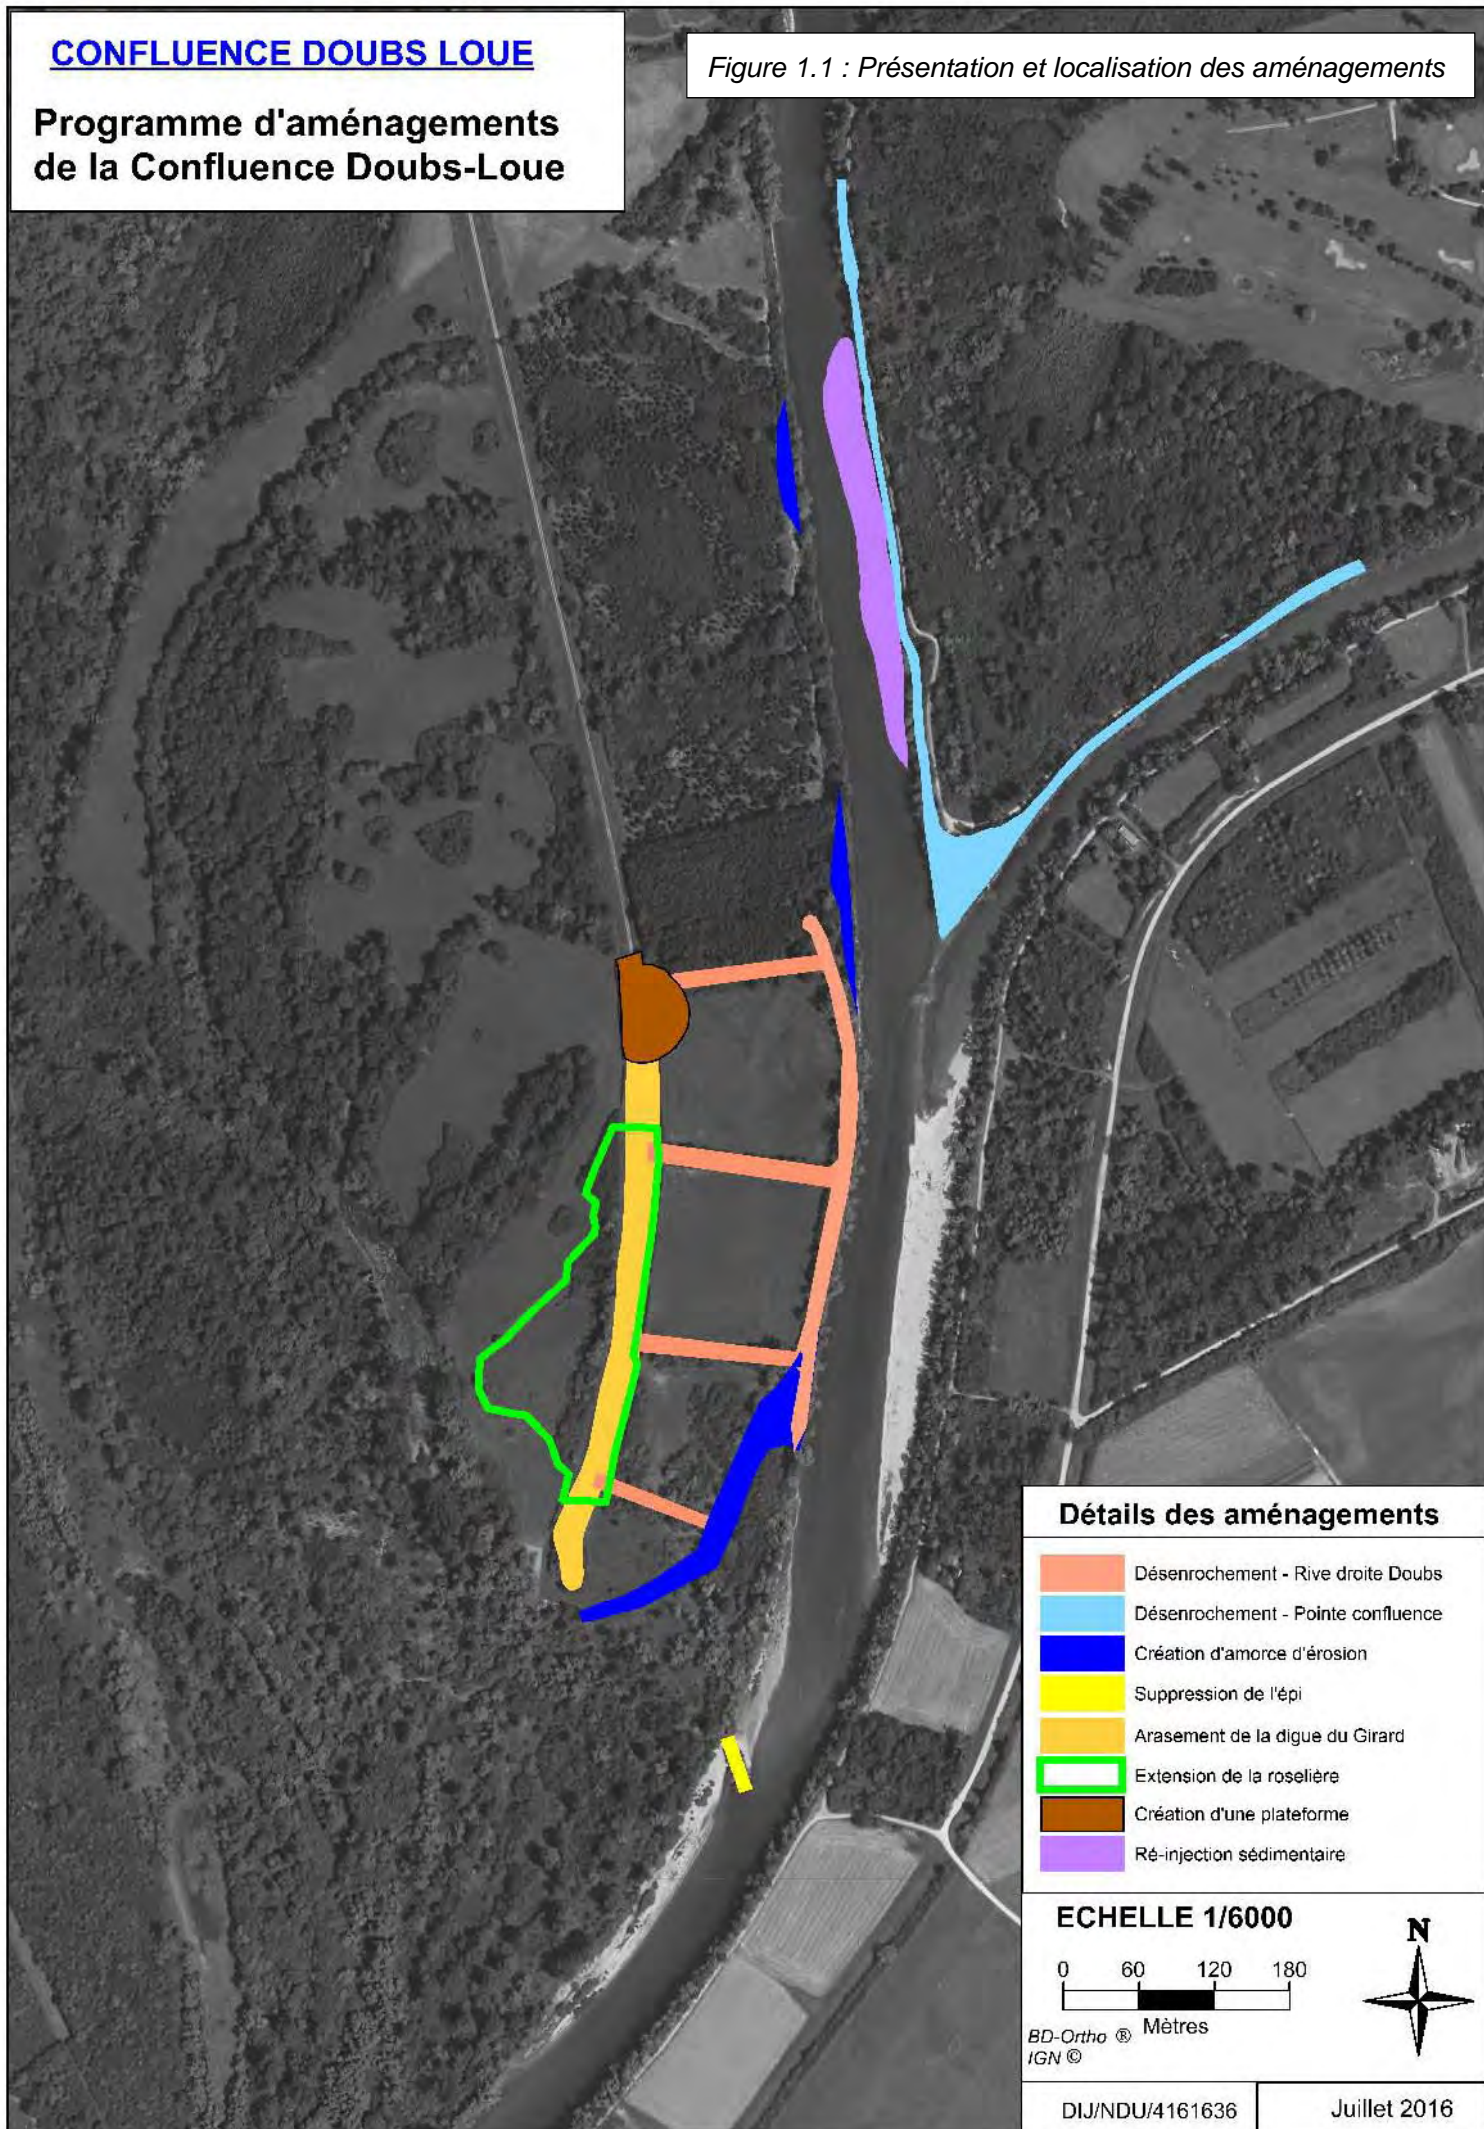 CONFLUENCE DOUBS LOUE
Programme d'aménagements
de la Confluence Doubs-Loue
Figure 1.1 : Présentation et localisation des aménagements
Détails des aménagements
Désenrochement - Rive droite Doubs
Désenrochement - Pointe confluence
Création d'amorce d'érosion
Suppression de l'épi
Arasement de la digue du Girard
Extension de la roselière
Création d'une plateforme
Ré-injection sédimentaire
ECHELLE 1/6000
0 60 120 180
Mètres
N
BD-Ortho ®
IGN ©
DIJ/NDU/4161636
Juillet 2016